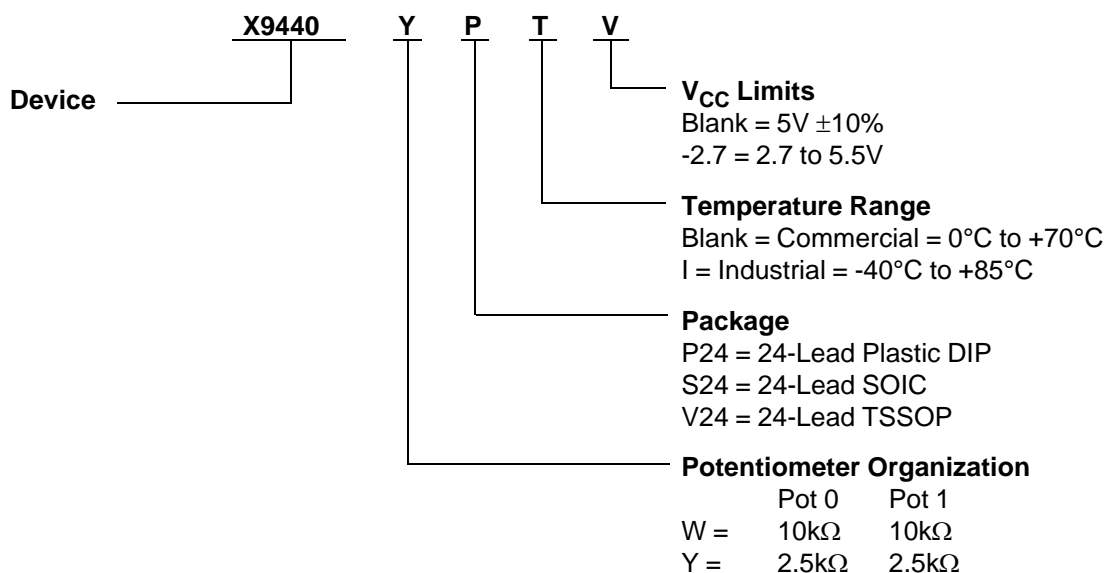 X9440 Y P T V
Device
VCC Limits
Blank = 5V ±10%
-2.7 = 2.7 to 5.5V
Temperature Range
Blank = Commercial = 0°C to +70°C
I = Industrial = -40°C to +85°C
Package
P24 = 24-Lead Plastic DIP
S24 = 24-Lead SOIC
V24 = 24-Lead TSSOP
Potentiometer Organization
Pot 0 Pot 1
W = 10kΩ 10kΩ
Y = 2.5kΩ 2.5kΩ